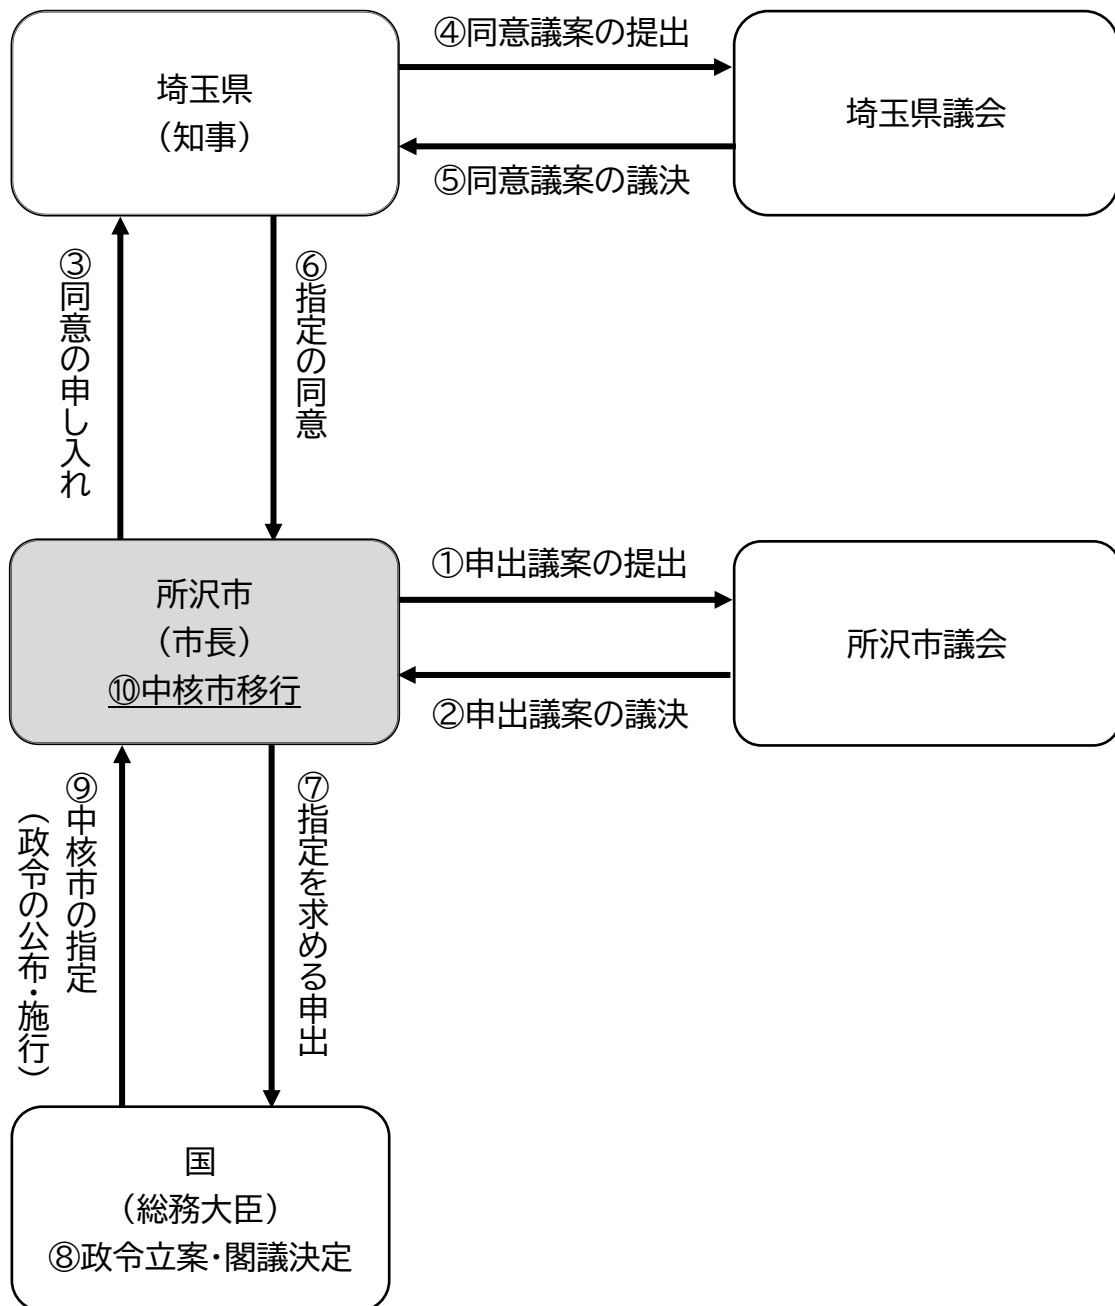 ④同意議案の提出
埼玉県
（知事）
埼玉県議会
⑤同意議案の議決
③同意の申し入れ
⑥指定の同意
①申出議案の提出
所沢市
（市長）
⑩中核市移行
所沢市議会
②申出議案の議決
⑨中核市の指定
（政令の公布・施行）
⑦指定を求める申出
国
（総務大臣）
⑧政令立案・閣議決定